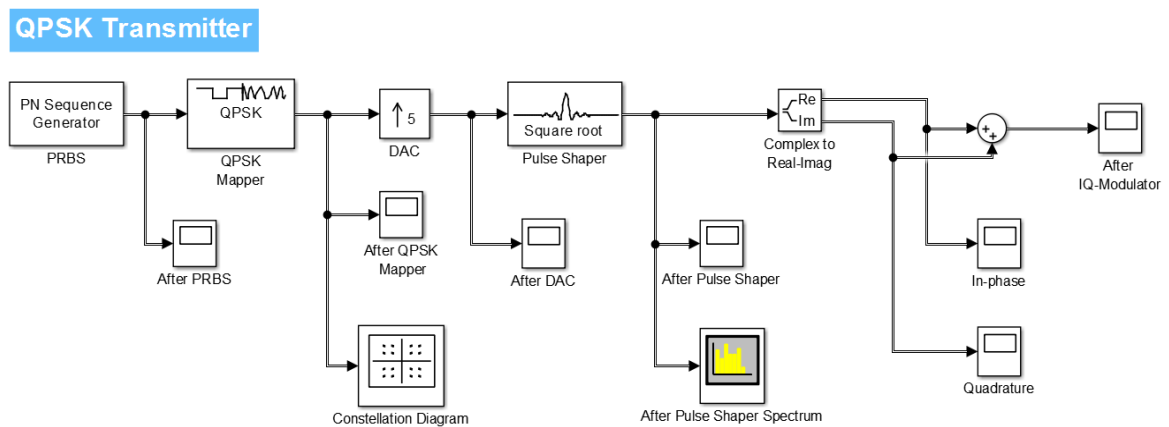 QPSK Transmitter
PN Sequence
Generator
PRBS
QPSK
QPSK
Mapper
5
DAC
Square root
Pulse Shaper
Re
Im
Complex to
Real-Imag
+
+
After
IQ-Modulator
After PRBS
After QPSK
Mapper
After DAC
After Pulse Shaper
In-phase
Constellation Diagram
After Pulse Shaper Spectrum
Quadrature